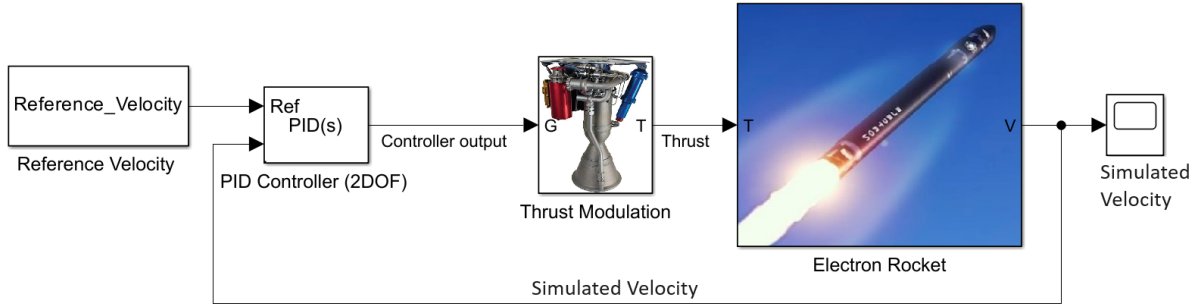 Reference_Velocity
Reference Velocity
Ref
PID(s)
PID Controller (2DOF)
Controller output
G
T
Thrust Modulation
Thrust
T
V
Electron Rocket
Simulated
Velocity
Simulated Velocity